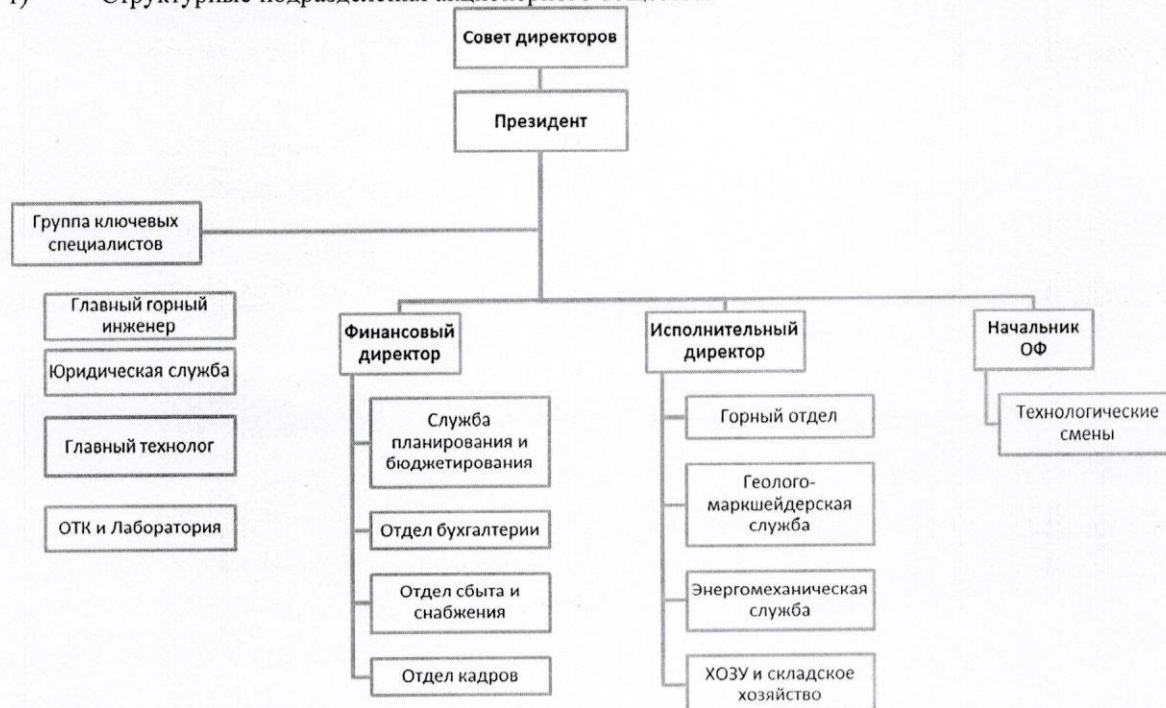 Структурные подразделения акционерного общества.
Совет директоров
Президент
Группа ключевых
специалистов
Главный горный
инженер
Юридическая служба
Главный технолог
ОТК и Лаборатория
Финансовый
директор
Служба
планирования и
бюджетирования
Отдел бухгалтерии
Отдел сбыта и
снабжения
Отдел кадров
Исполнительный
директор
Горный отдел
Геолого-
маркшейдерская
служба
Энергомеханическая
служба
ХОЗУ и складское
хозяйство
Начальник
ОФ
Технологические
смены